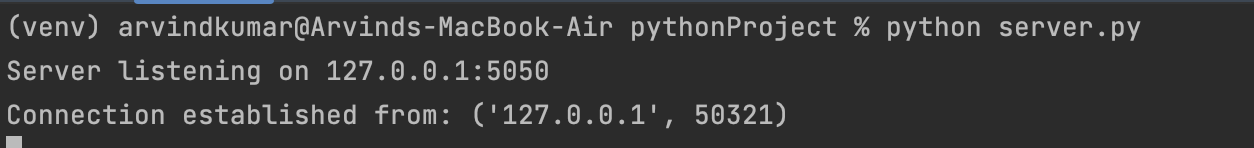 (venv) arvindkumar@Arvinds-MacBook-Air pythonProject % python server.py
Server listening on 127.0.0.1:5050
Connection established from: ('127.0.0.1', 50321)